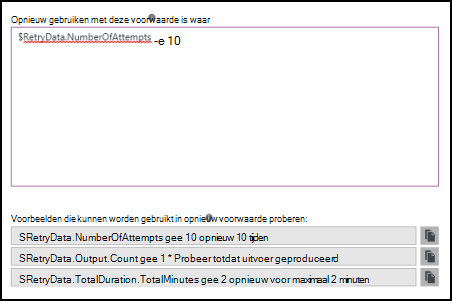 Opnieuw gebruiken met deze voorwaarde is waar
$RetryData.NumberOfAttempts -e 10
Voorbeelden die kunnen worden gebruikt in opnieuw voorwaarde proberen:
SRetryData.NumberOfAttempts gee 10 opnieuw 10 tijden
SRetryData.Output.Count gee 1 * Probeer totdat uitvoer geproduceerd
SRetryData.TotalDuration.TotalMinutes gee 2 opnieuw voor maximaal 2 minuten